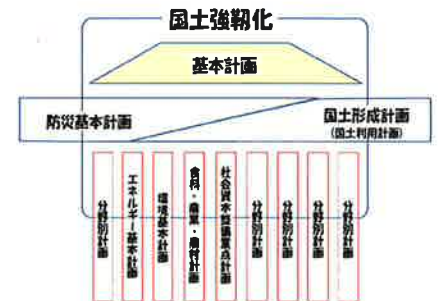 国土強靱化
基本計画
防災基本計画
国土形成計画
(国土利用計画)
分野別計画
エネルギー基本計画
環境基本計画
食料・農業・農村計画
社会資本整備重点計画
分野別計画
分野別計画
分野別計画
分野別計画